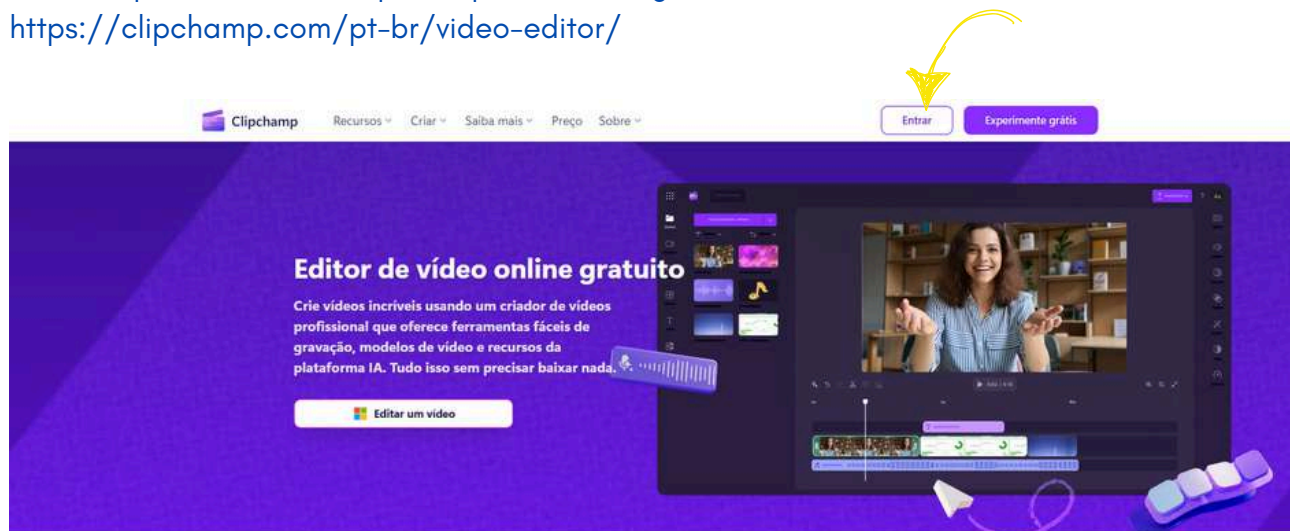 https://clipchamp.com/pt-br/video-editor/
Clipchamp Recursos Criar Saiba mais Preço Sobre Entrar Experimente grátis
Editor de vídeo online gratuito
Crie vídeos incríveis usando um criador de vídeos
profissional que oferece ferramentas fáceis de
gravação, modelos de vídeo e recursos da
plataforma IA. Tudo isso sem precisar baixar nada.
Editar um vídeo